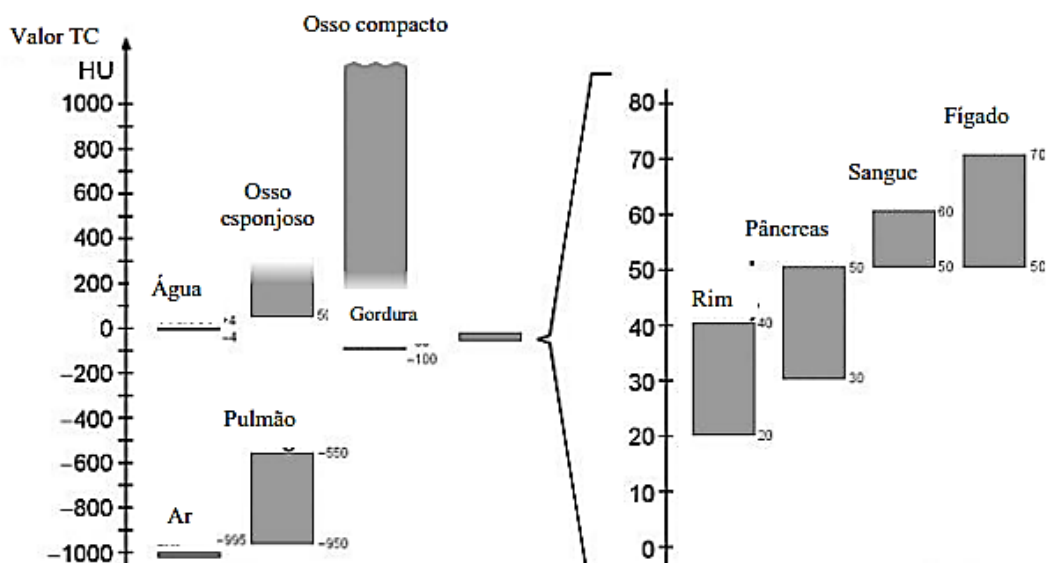 Osso compacto
Valor TC
HU
1000
800
600
400
200
0
−200
−400
−600
−800
−1000
Osso
esponjoso
Água
−4
Gordura
−100
Pulmão
−550
−950
Ar
−995
80
70
60
50
40
30
20
10
0
Fígado
70
50
Sangue
60
50
Pâncreas
50
30
Rim
40
20